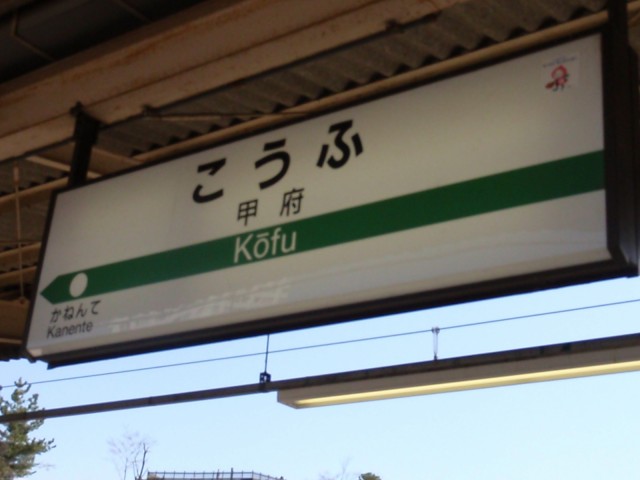 こうふ
甲府
Kōfu
かねんて
Kanente